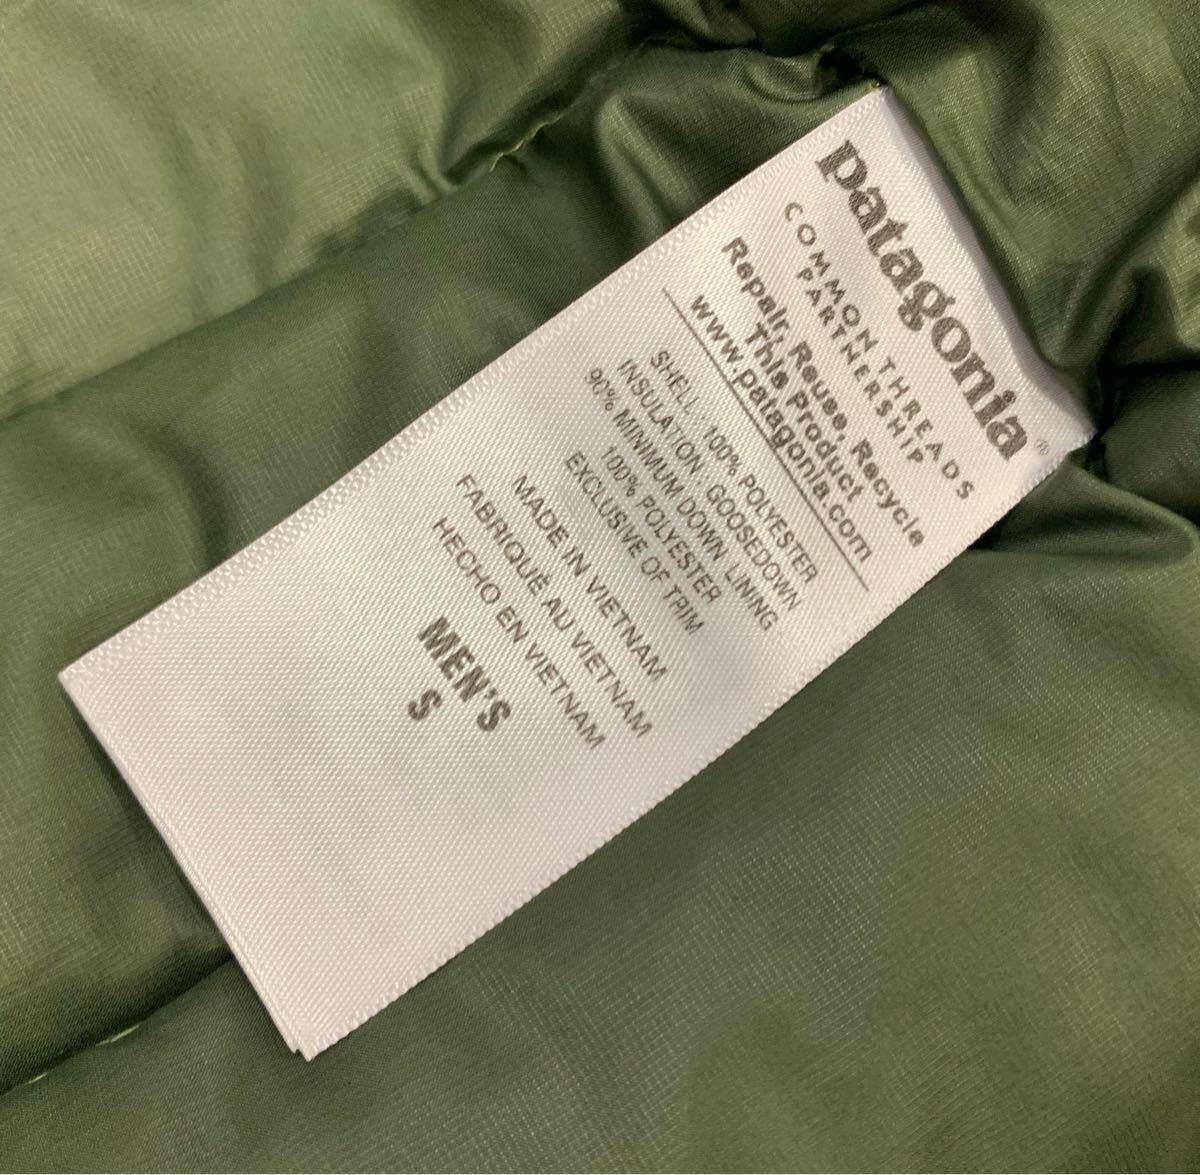 patagonia®
COMMON THREADS
PARTNERSHIP
Repair, Reuse, Recycle
This Product
www.patagonia.com
SHELL: 100% POLYESTER
INSULATION: GOOSEDOWN
90% MINIMUM DOWN LINING
100% POLYESTER
EXCLUSIVE OF TRIM
MADE IN VIETNAM
FABRIQUÉ AU VIETNAM
HECHO EN VIETNAM
MEN'S
S